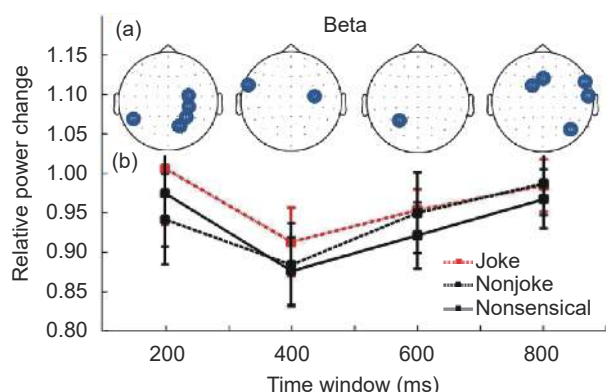 (a)
Beta
1.15
1.10
1.05
(b)
1.00
0.95
0.90
0.85
0.80
Relative power change
Joke
Nonjoke
Nonsensical
200 400 600 800
Time window (ms)